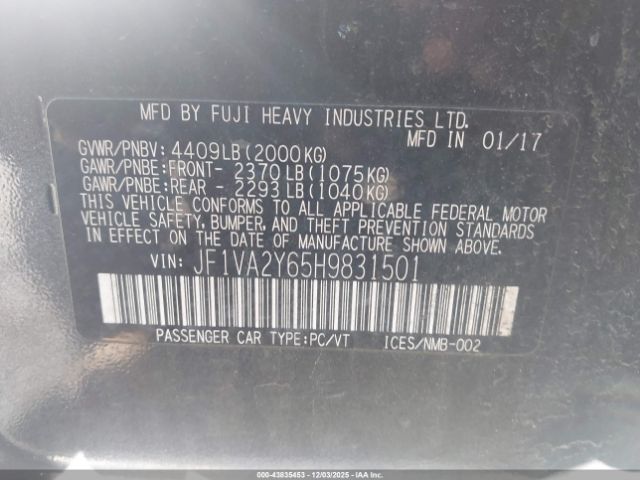 MFD BY FUJI HEAVY INDUSTRIES LTD.
MFD IN 01/17
GVWR/PNBV: 4409LB(2000KG)
GAWR/PNBE:FRONT- 2370LB(1075KG)
GAWR/PNBE:REAR - 2293LB(1040KG)
THIS VEHICLE CONFORMS TO ALL APPLICABLE FEDERAL MOTOR
VEHICLE SAFETY, BUMPER, AND THEFT PREVENTION STANDARDS
IN EFFECT ON THE DATE OF MANUFACTURE SHOWN ABOVE.
VIN: JF1VA2Y65H9831501
PASSENGER CAR TYPE:PC/VT ICES/NMB-002
000-43835453 - 12/03/2025 - IAAI.COM